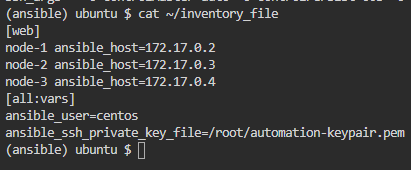 (ansible) ubuntu $ cat ~/inventory_file
[web]
node-1 ansible_host=172.17.0.2
node-2 ansible_host=172.17.0.3
node-3 ansible_host=172.17.0.4
[all:vars]
ansible_user=centos
ansible_ssh_private_key_file=/root/automation-keypair.pem
(ansible) ubuntu $